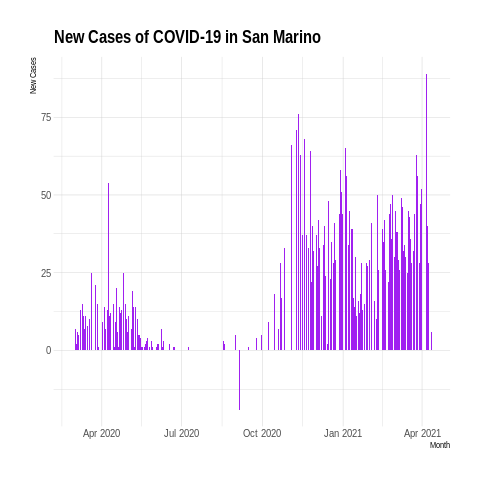 New Cases of COVID-19 in San Marino
New Cases
75
50
25
0
Apr 2020 Jul 2020 Oct 2020 Jan 2021 Apr 2021
Month